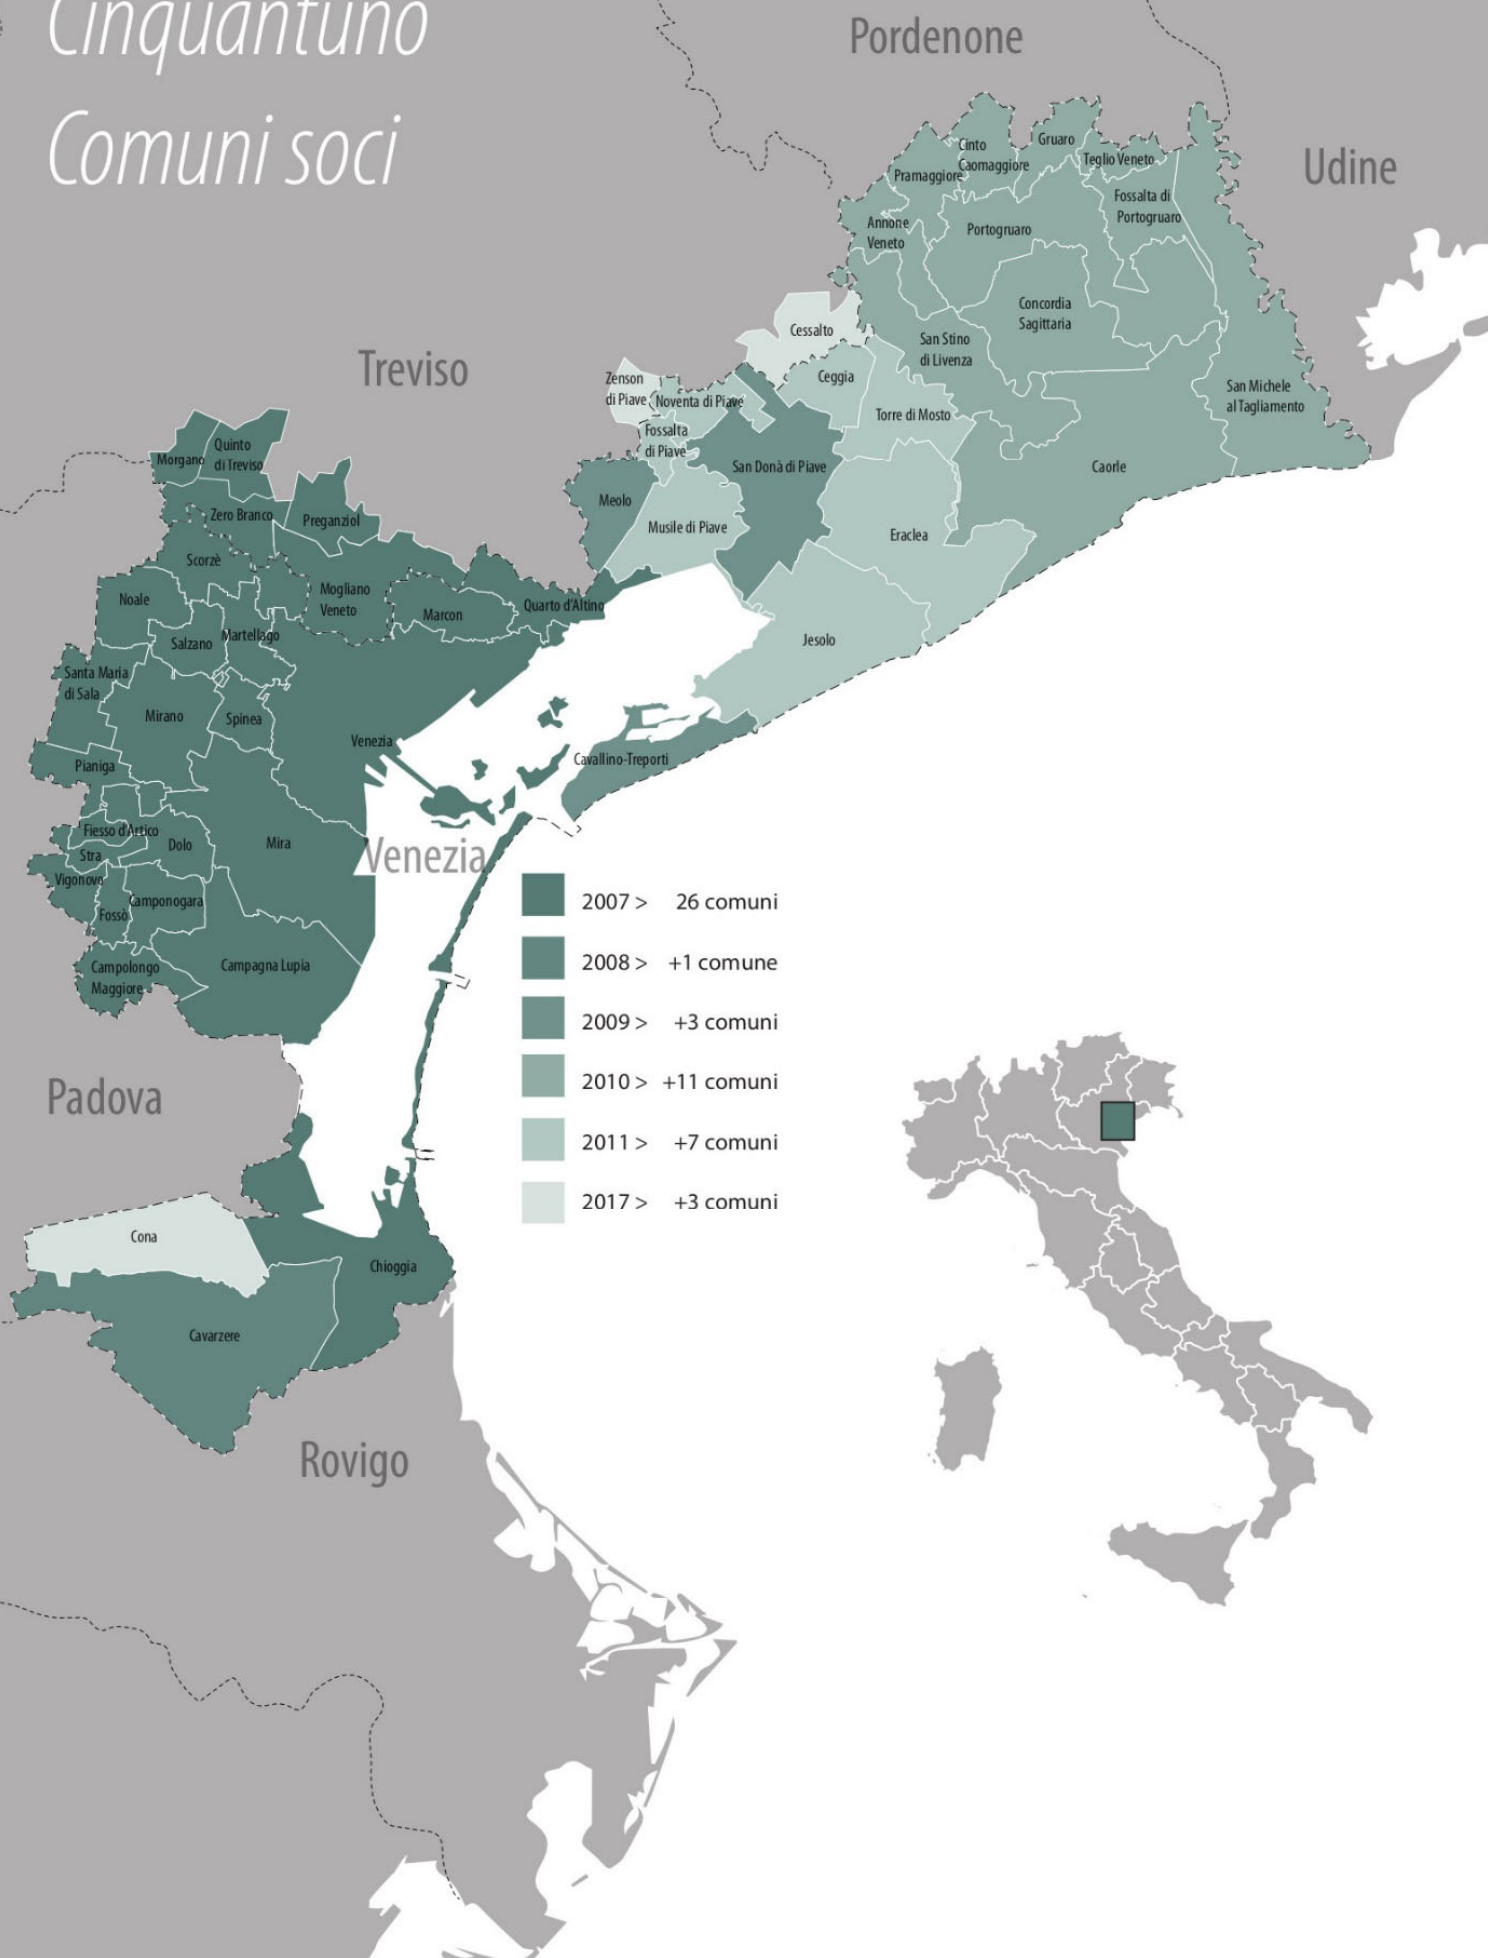 Cinquantuno
Comuni soci
Pordenone
Udine
Treviso
Venezia
Padova
Rovigo
Cinto
Caomaggiore
Gruaro
Teglio Veneto
Pramaggiore
Fossalta di
Portogruaro
Annone
Veneto
Portogruaro
Concordia
Sagittaria
San Stino
di Livenza
San Michele
al Tagliamento
Caorle
Cessalto
Ceggia
Torre di Mosto
Zenson
di Piave
Noventa di Piave
Fossalta
di Piave
San Donà di Piave
Meolo
Musile di Piave
Eraclea
Jesolo
Cavallino-Treporti
Morgano
Quinto
di Treviso
Zero Branco
Preganziol
Scorzè
Mogliano
Veneto
Noale
Marcon
Quarto d'Altino
Salzano
Martellago
Santa Maria
di Sala
Mirano
Spinea
Venezia
Pianiga
Fiesso d'Artico
Dolo
Mira
Stra
Vigonovo
Fossò
Camponogara
Campolongo
Maggiore
Campagna Lupia
Cona
Chioggia
Cavarzere
2007 > 26 comuni
2008 > +1 comune
2009 > +3 comuni
2010 > +11 comuni
2011 > +7 comuni
2017 > +3 comuni